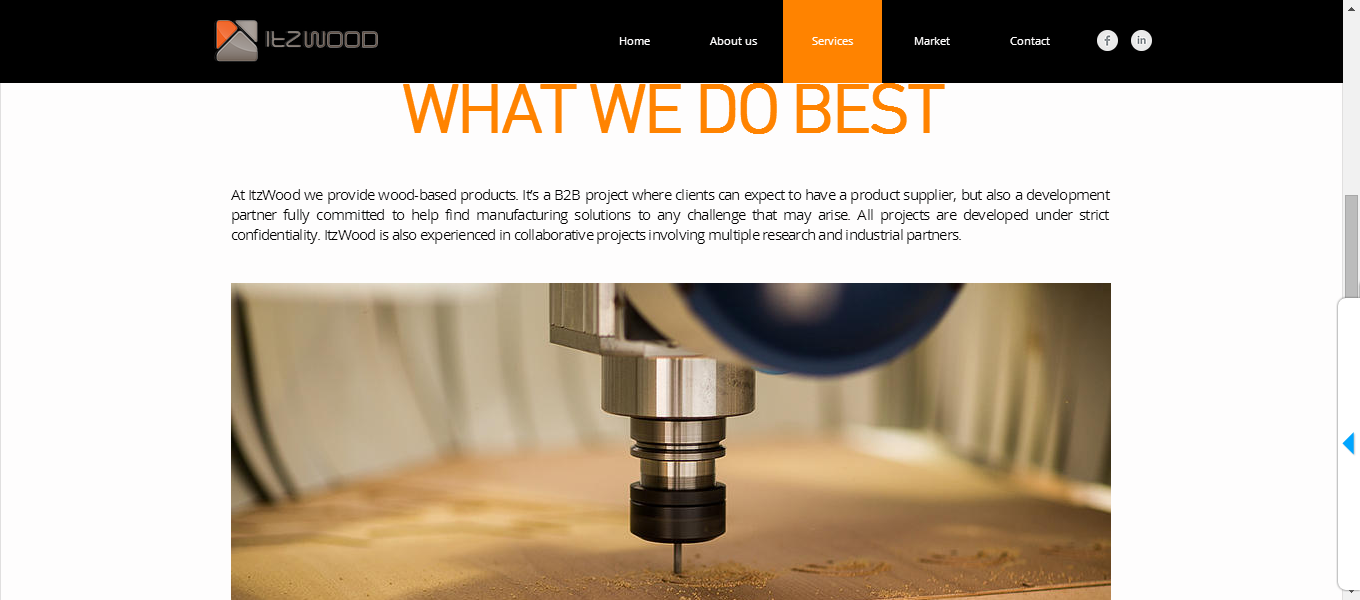 ItzWOOD
Home About us Services Market Contact
WHAT WE DO BEST
At ItzWood we provide wood-based products. It's a B2B project where clients can expect to have a product supplier, but also a development
partner fully committed to help find manufacturing solutions to any challenge that may arise. All projects are developed under strict
confidentiality. ItzWood is also experienced in collaborative projects involving multiple research and industrial partners.